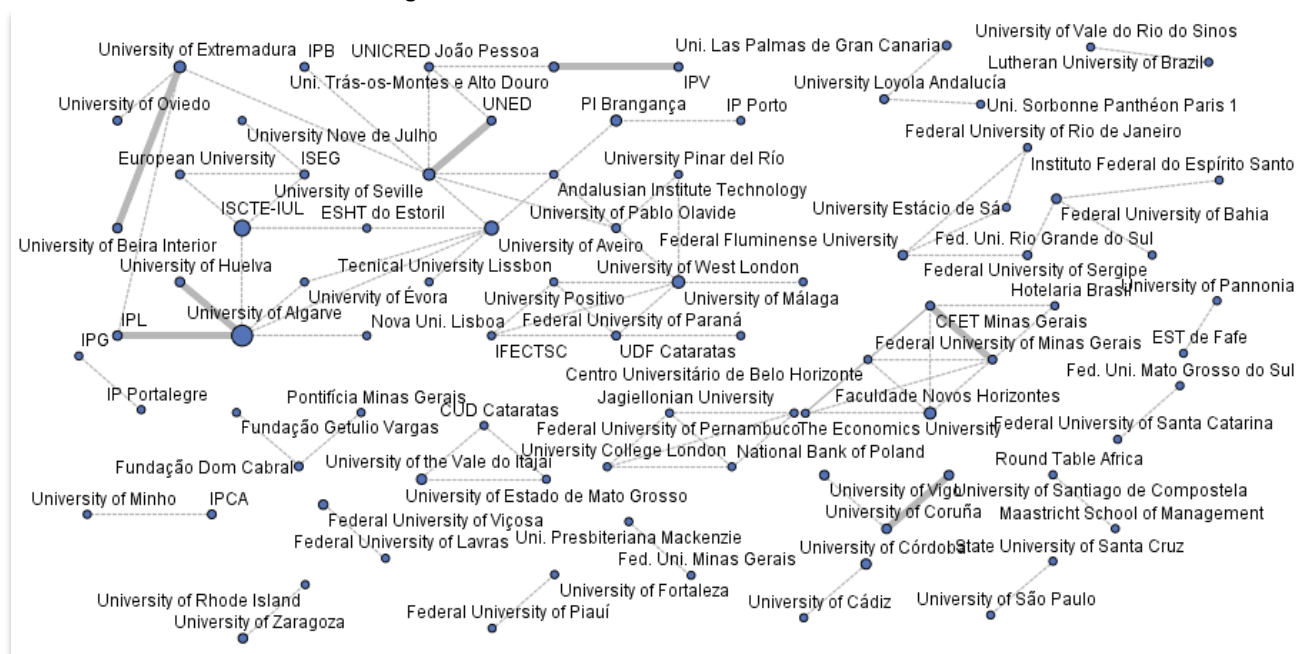 University of Vale do Rio do Sinos
University of Extremadura
IPB
UNICRED João Pessoa
Uni. Las Palmas de Gran Canaria
Lutheran University of Brazil
Uni. Trás-os-Montes e Alto Douro
IPV
University Loyola Andalucía
University of Oviedo
UNED
PI Brangança
IP Porto
Uni. Sorbonne Panthéon Paris 1
University Nove de Julho
Federal University of Rio de Janeiro
European University
ISEG
University Pinar del Río
Instituto Federal do Espírito Santo
University of Seville
Andalusian Institute Technology
ISCTE-IUL
ESHT do Estoril
University of Pablo Olavide
University Estácio de Sá
Federal University of Bahia
University of Beira Interior
University of Aveiro
Federal Fluminense University
Fed. Uni. Rio Grande do Sul
University of Huelva
Tecnical University Lissbon
University of West London
Federal University of Sergipe
Hotelaria Brasil
University of Pannonia
Univervity of Évora
University Positivo
University of Málaga
University of Algarve
IPL
Nova Uni. Lisboa
Federal University of Paraná
CFET Minas Gerais
IPG
IFECTSC
UDF Cataratas
Federal University of Minas Gerais
EST de Fafe
Centro Universitário de Belo Horizonte
Fed. Uni. Mato Grosso do Sul
IP Portalegre
Pontifícia Minas Gerais
CUD Cataratas
Jagiellonian University
Faculdade Novos Horizontes
Fundação Getulio Vargas
Federal University of Pernambuco
The Economics University
Federal University of Santa Catarina
Fundação Dom Cabral
University of the Vale do Itajaí
University College London
National Bank of Poland
Round Table Africa
University of Minho
IPCA
University of Estado de Mato Grosso
University of Vigo
University of Santiago de Compostela
Federal University of Viçosa
University of Coruña
Maastricht School of Management
Federal University of Lavras
Uni. Presbiteriana Mackenzie
University of Córdoba
State University of Santa Cruz
Fed. Uni. Minas Gerais
University of Rhode Island
Federal University of Piauí
University of Fortaleza
University of Cádiz
University of São Paulo
University of Zaragoza